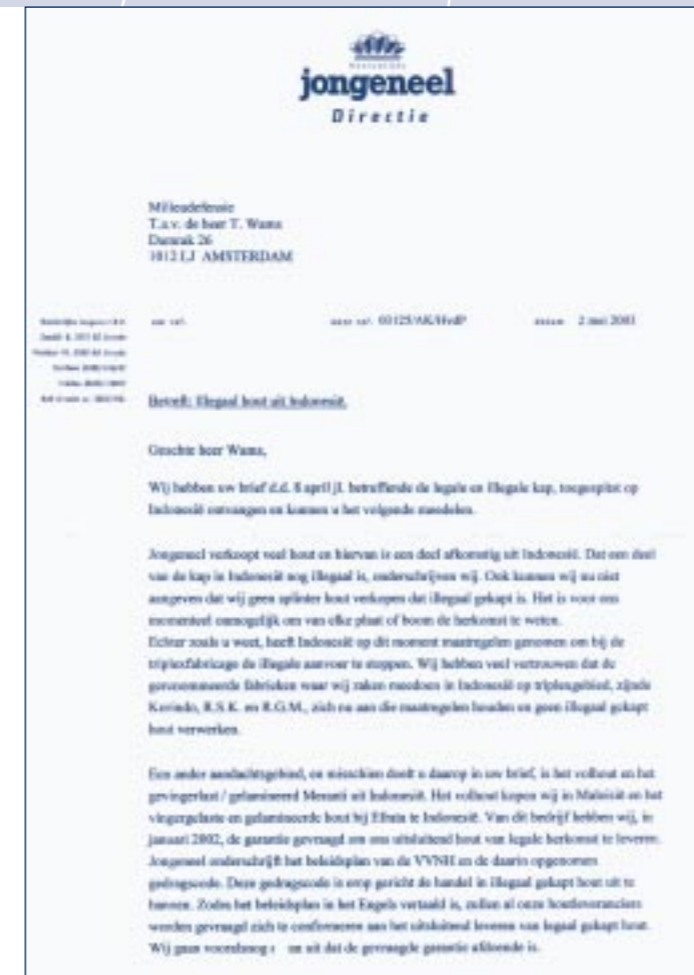 jongeneel
Directie
Milieudefensie
T.a.v. de heer T. Wams
Damrak 26
1012 LJ AMSTERDAM
03125/AK/HvdP
2 mei 2003
Betreft: Illegaal hout uit Indonesië.
Geachte heer Wams,
Wij hebben uw brief d.d. 8 april jl. betreffende de legale en illegale kap, toegespitst op
Indonesië ontvangen en kunnen u het volgende meedelen.
Jongeneel verkoopt veel hout en hiervan is een deel afkomstig uit Indonesië. Dat een deel
van de kap in Indonesië nog illegaal is, onderschrijven wij. Ook kunnen wij nu niet
aangeven dat wij geen splinter hout verkopen dat illegaal gekapt is. Het is voor ons
momenteel onmogelijk om van elke plaat of boom de herkomst te weten.
Echter zoals u weet, heeft Indonesië op dit moment maatregelen genomen om bij de
triplexfabricage de illegale aanvoer te stoppen. Wij hebben veel vertrouwen dat de
gerenommeerde fabrieken waar wij zaken meedoen in Indonesië op triplexgebied, zijnde
Korindo, B.S.K. en R.G.M., zich nu aan die maatregelen houden en geen illegaal gekapt
hout verwerken.
Een ander aandachtsgebied, en misschien doelt u daarop in uw brief, is het volhout en het
gevingerlast / gelamineerd Meranti uit Indonesië. Het volhout kopen wij in Maleisië en het
vingergelaste en gelamineerde hout bij in Indonesië. Van dit bedrijf hebben wij, in
januari 2002, de garantie gevraagd om ons uitsluitend hout van legale herkomst te leveren.
Jongeneel onderschrijft het beleidsplan van de VVNH en de daarin opgenomen
gedragscode. Deze gedragscode is erop gericht de handel in illegaal gekapt hout uit te
bannen. Zodra het beleidsplan in het Engels vertaald is, zullen al onze houtleveranciers
worden gevraagd zich te conformeren aan het uitsluitend leveren van legaal gekapt hout.
Wij gaan vooralsnog an uit dat de gevraagde garantie afdoende is.